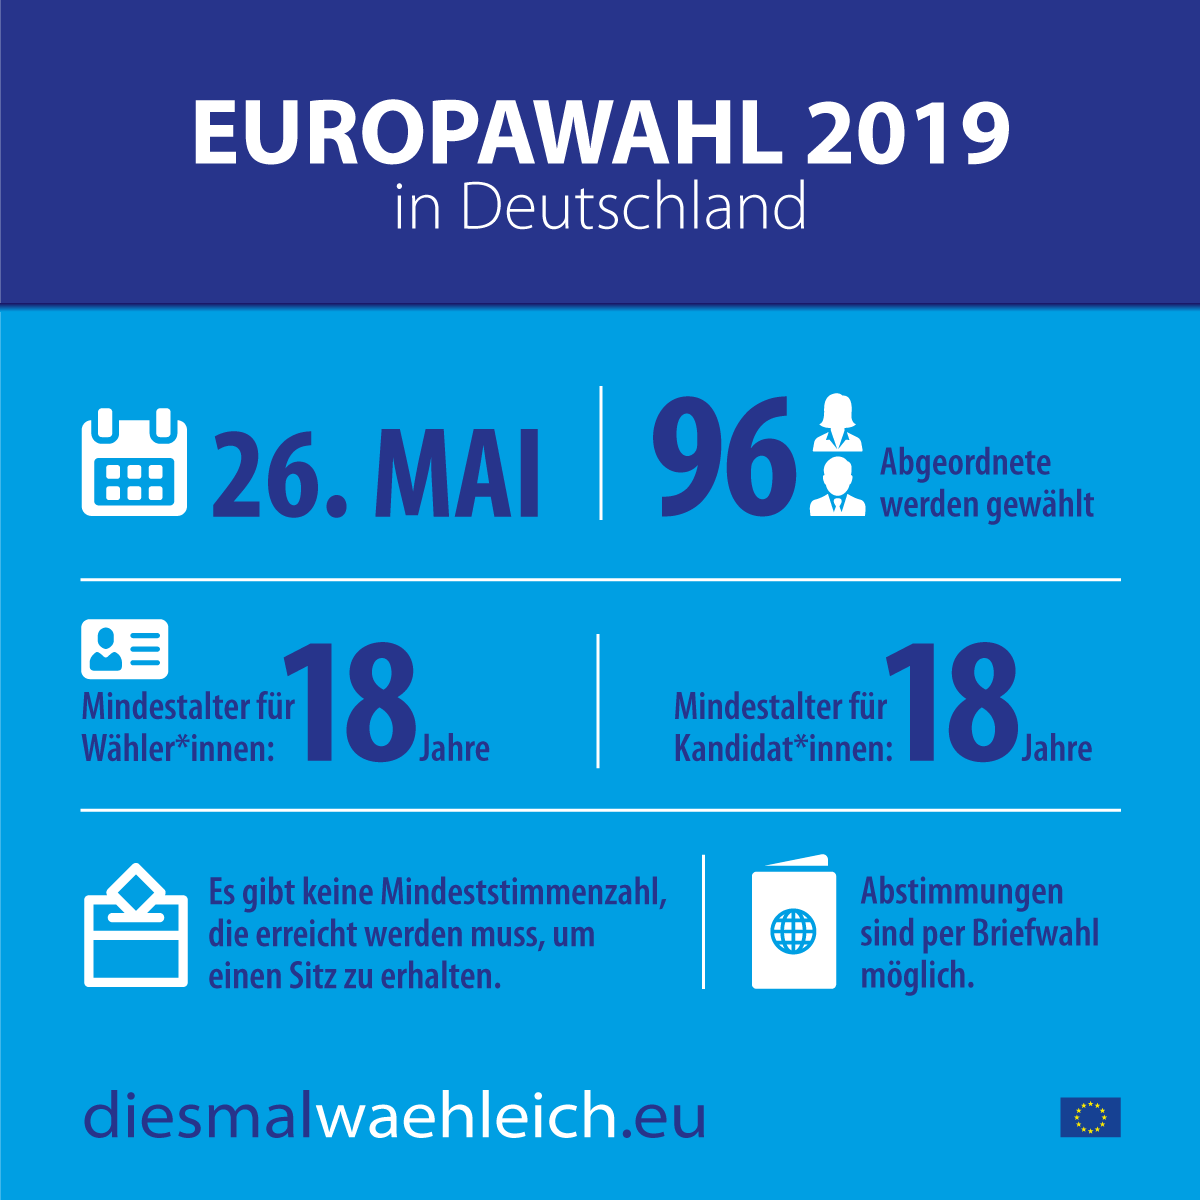 EUROPAWAHL 2019
in Deutschland
26. MAI
96
Abgeordnete
werden gewählt
Mindestalter für
Wähler*innen:
18
Jahre
Mindestalter für
Kandidat*innen:
18
Jahre
Es gibt keine Mindeststimmenzahl,
die erreicht werden muss, um
einen Sitz zu erhalten.
Abstimmungen
sind per Briefwahl
möglich.
diesmalwaehleich.eu